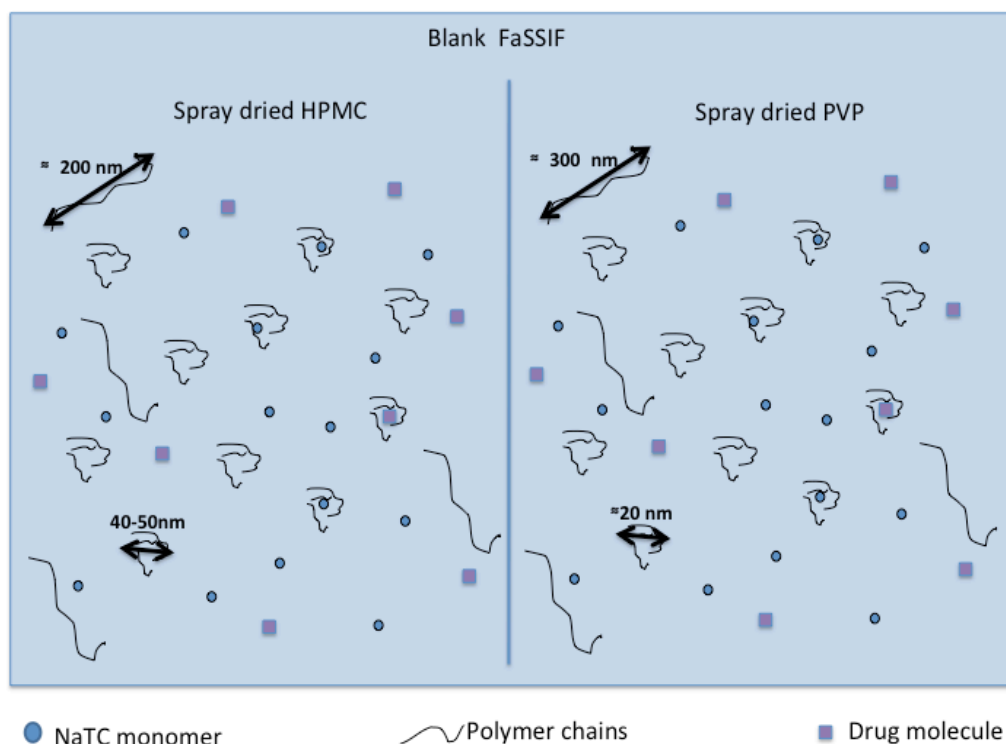 Blank FaSSIF
Spray dried HPMC
Spray dried PVP
≈ 200 nm
≈ 300 nm
40-50nm
≈20 nm
NaTC monomer
Polymer chains
Drug molecule